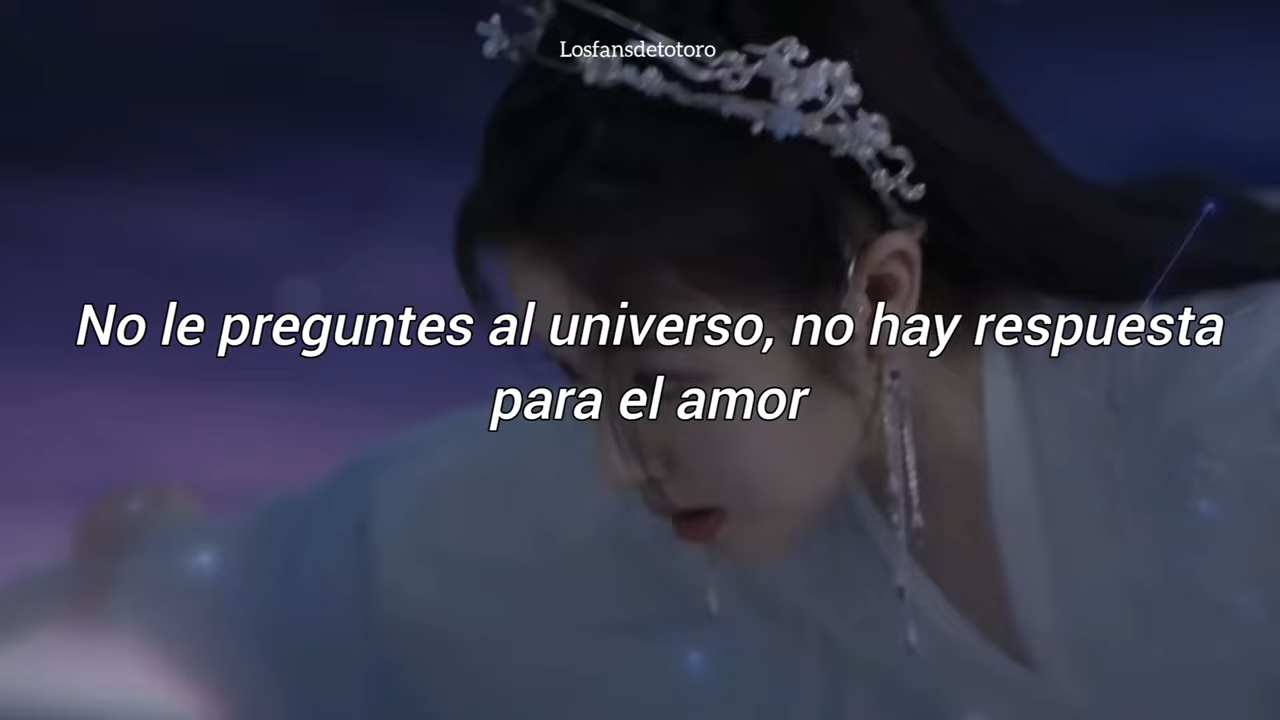 Losfansdetotoro
No le preguntes al universo, no hay respuesta
para el amor